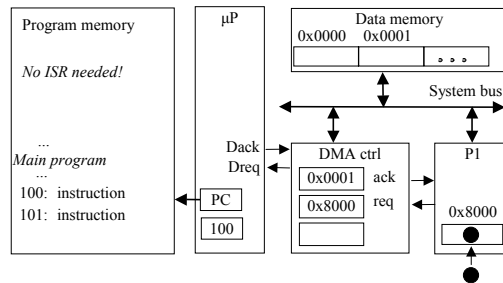 Program memory
No ISR needed!
...
Main program
...
100: instruction
101: instruction
μP
Dack
Dreq
PC
100
Data memory
0x0000 0x0001
System bus
DMA ctrl
0x0001
ack
0x8000
req
P1
0x8000